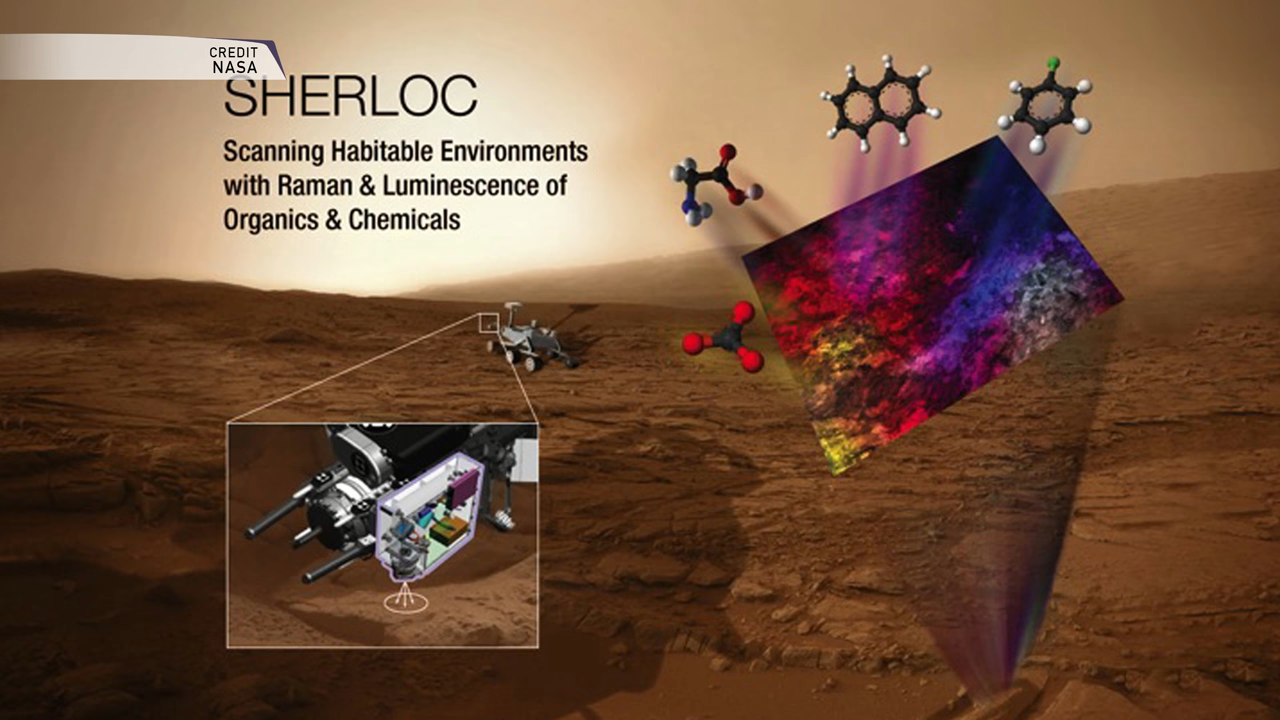 CREDIT
NASA
SHERLOC
Scanning Habitable Environments
with Raman & Luminescence of
Organics & Chemicals